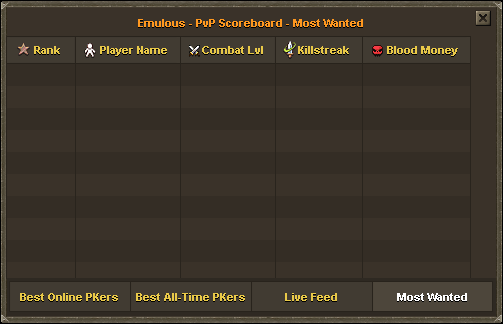 Emulous - PvP Scoreboard - Most Wanted
Rank Player Name Combat Lvl Killstreak Blood Money
Best Online PKers Best All-Time PKers Live Feed Most Wanted